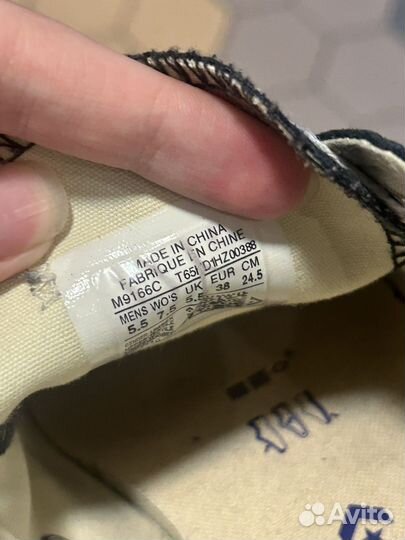 MADE IN CHINA
FABRIQUE EN CHINE
M9166C T65 D1HZ00388
MENS WO'S UK EUR CM
5.5 7.5 5.5 38 24.5
Avito